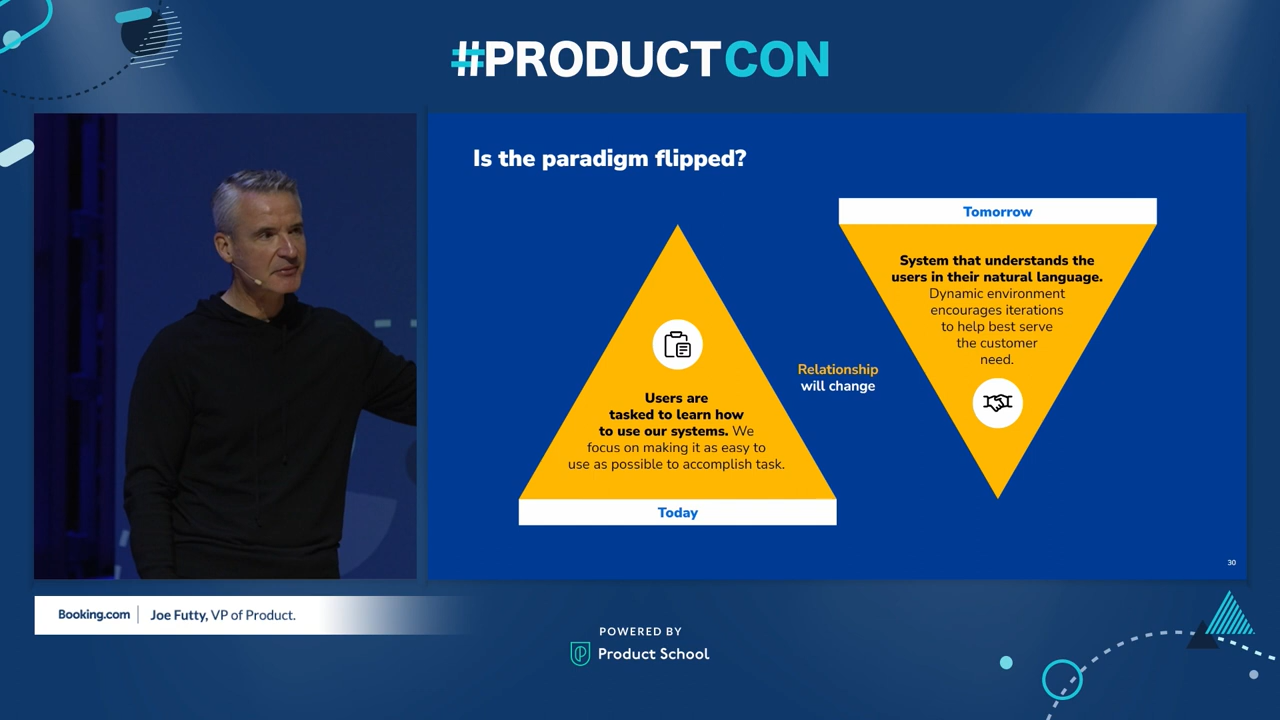 #PRODUCTCON
Is the paradigm flipped?
Users are
tasked to learn how
to use our systems. We
focus on making it as easy to
use as possible to accomplish task.
Today
Relationship
will change
Tomorrow
System that understands the
users in their natural language.
Dynamic environment
encourages iterations
to help best serve
the customer
need.
30
Booking.com
Joe Futty, VP of Product.
POWERED BY
Product School